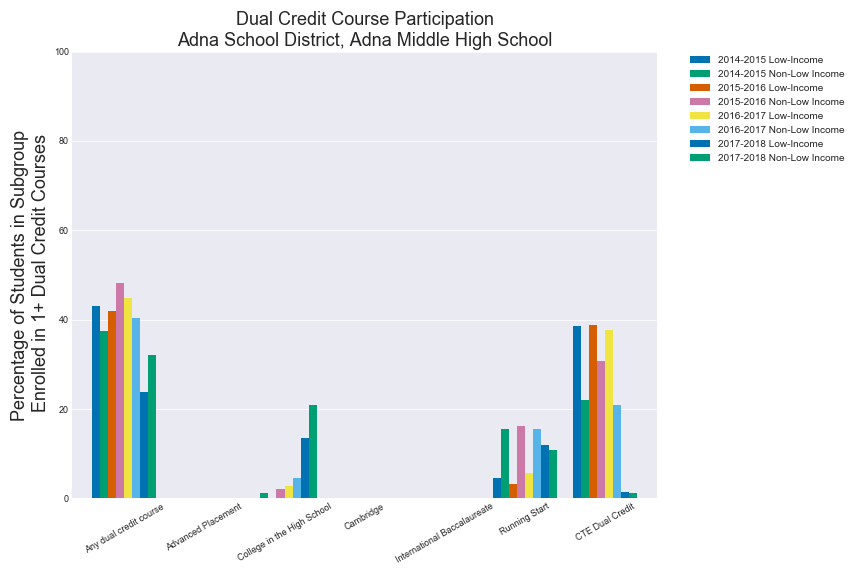 Dual Credit Course Participation
Adna School District, Adna Middle High School
Percentage of Students in Subgroup
Enrolled in 1+ Dual Credit Courses
100
80
60
40
20
0
Any dual credit course
Advanced Placement
College in the High School
Cambridge
International Baccalaureate
Running Start
CTE Dual Credit
2014-2015 Low-Income
2014-2015 Non-Low Income
2015-2016 Low-Income
2015-2016 Non-Low Income
2016-2017 Low-Income
2016-2017 Non-Low Income
2017-2018 Low-Income
2017-2018 Non-Low Income